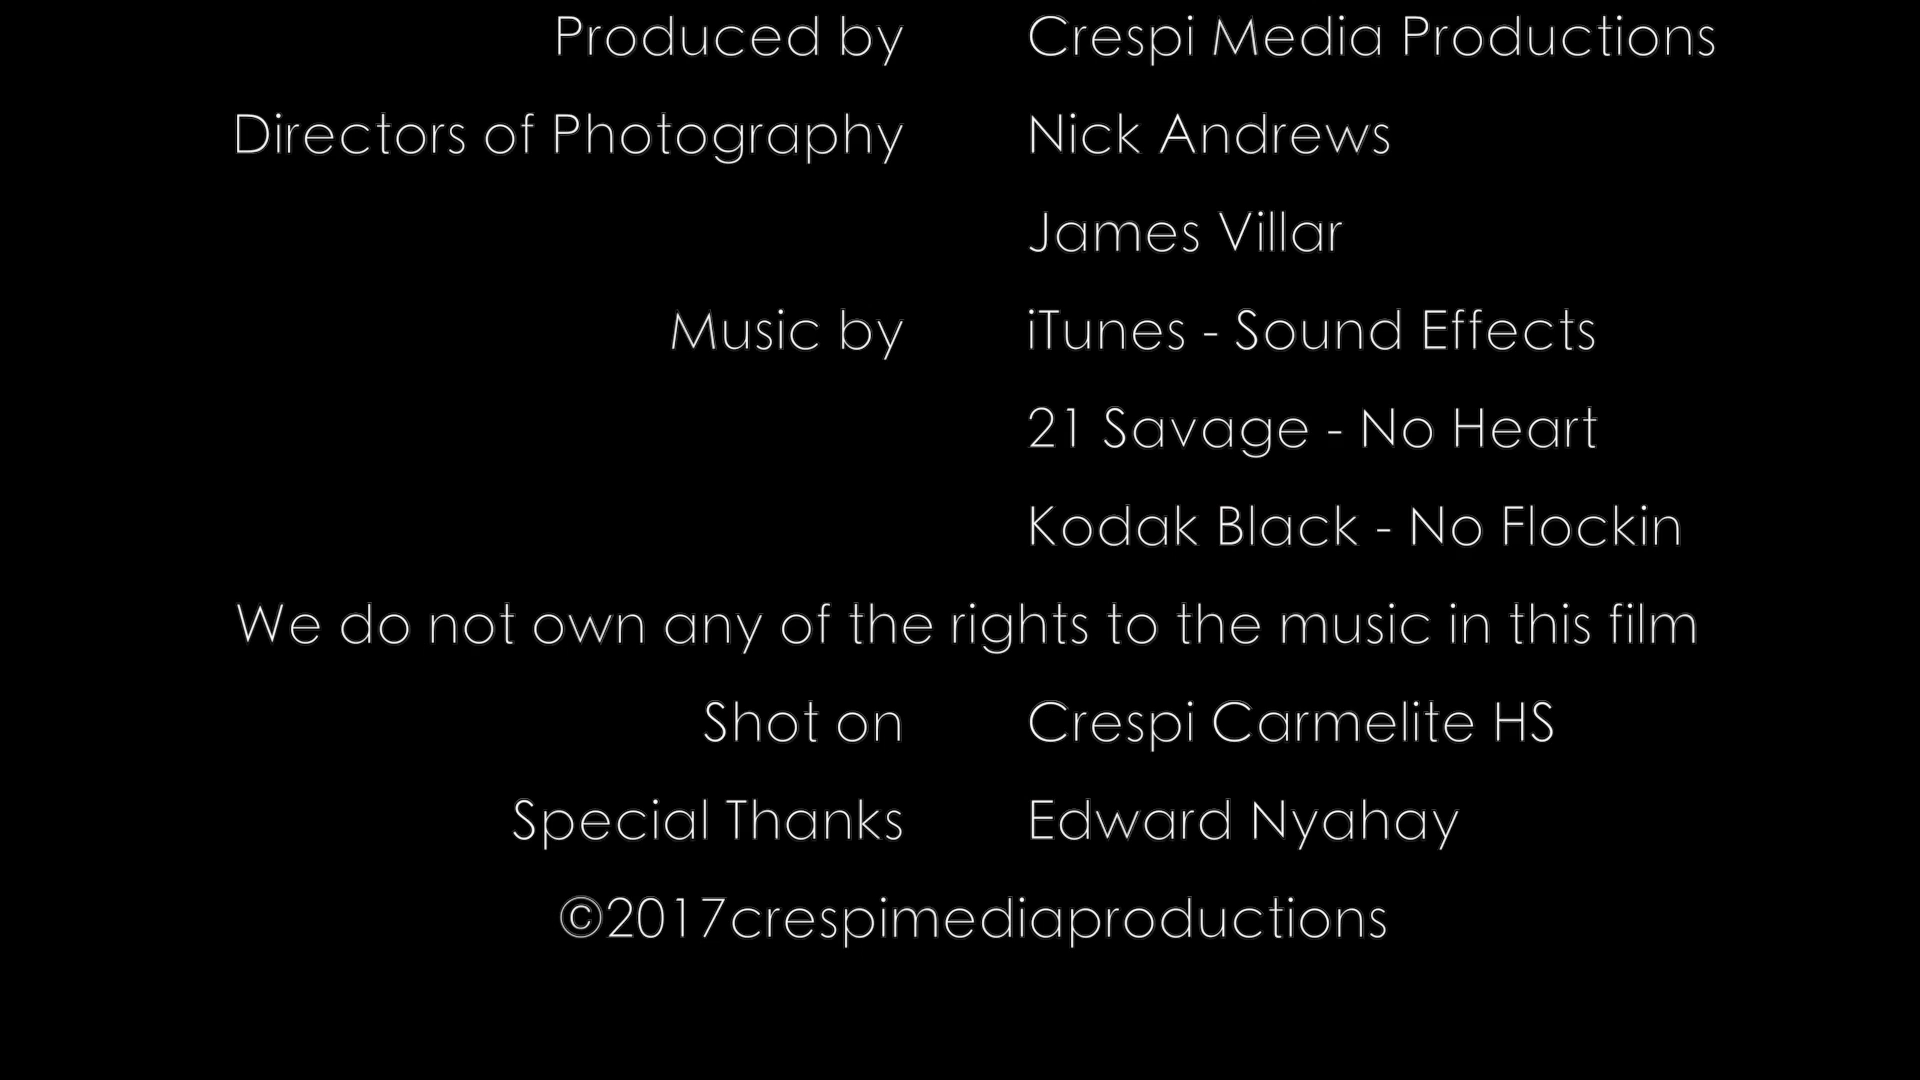 Produced by Crespi Media Productions
Directors of Photography Nick Andrews
James Villar
Music by iTunes - Sound Effects
21 Savage - No Heart
Kodak Black - No Flockin
We do not own any of the rights to the music in this film
Shot on Crespi Carmelite HS
Special Thanks Edward Nyahay
©2017crespimediaproductions